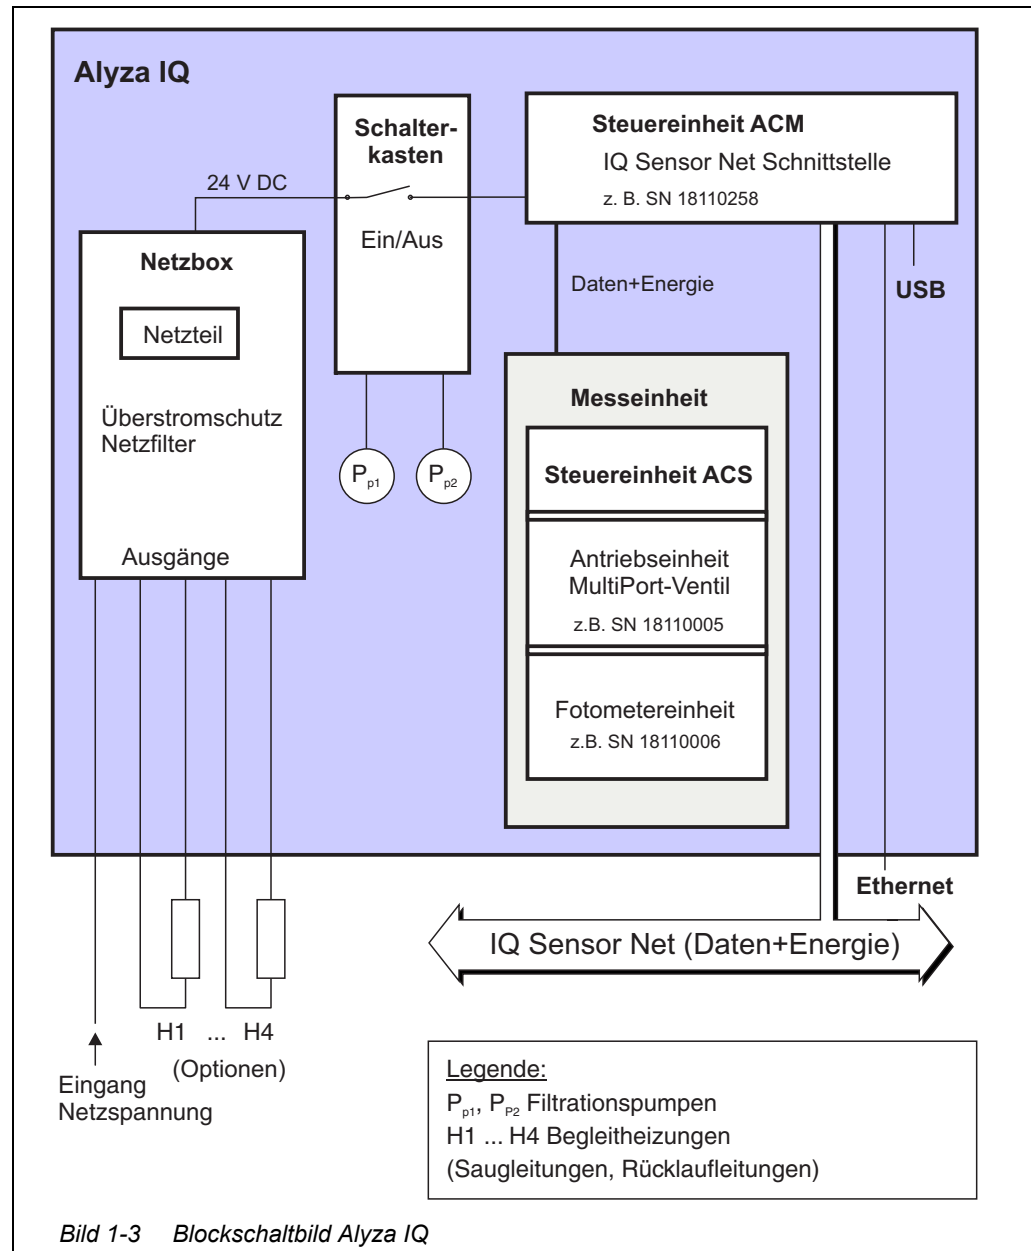 Alyza IQ
Schalter-
kasten
Ein/Aus
24 V DC
Steuereinheit ACM
IQ Sensor Net Schnittstelle
z. B. SN 18110258
Netzbox
Netzteil
Überstromschutz
Netzfilter
Ausgänge
Pp1
Pp2
Daten+Energie
USB
Messeinheit
Steuereinheit ACS
Antriebseinheit
MultiPort-Ventil
z.B. SN 18110005
Fotometereinheit
z.B. SN 18110006
Ethernet
IQ Sensor Net (Daten+Energie)
H1 ... H4
(Optionen)
Eingang
Netzspannung
Legende:
Pp1, PP2 Filtrationspumpen
H1 ... H4 Begleitheizungen
(Saugleitungen, Rücklaufleitungen)
Bild 1-3 Blockschaltbild Alyza IQ